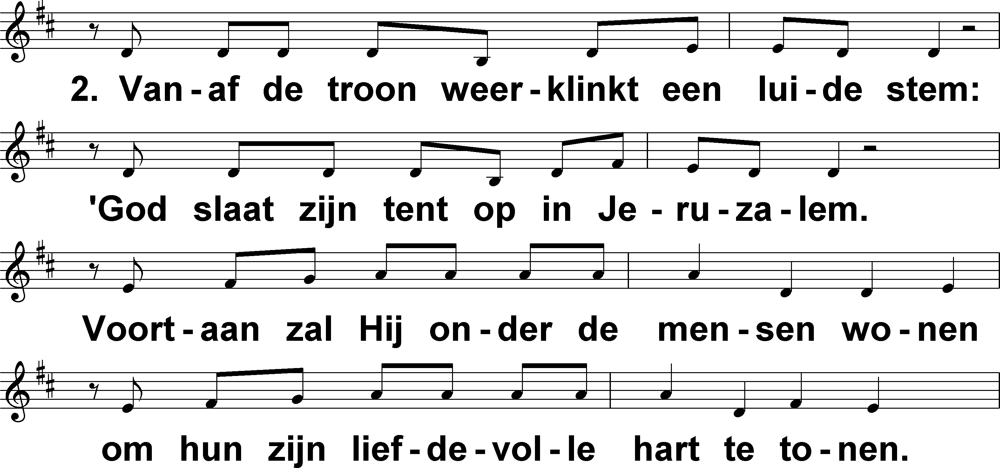 2. Van-af de troon weer-klinkt een lui-de stem:
'God slaat zijn tent op in Je-ru-za-lem.
Voort-aan zal Hij on-der de men-sen wo-nen
om hun zijn lief-de-vol-le hart te to-nen.